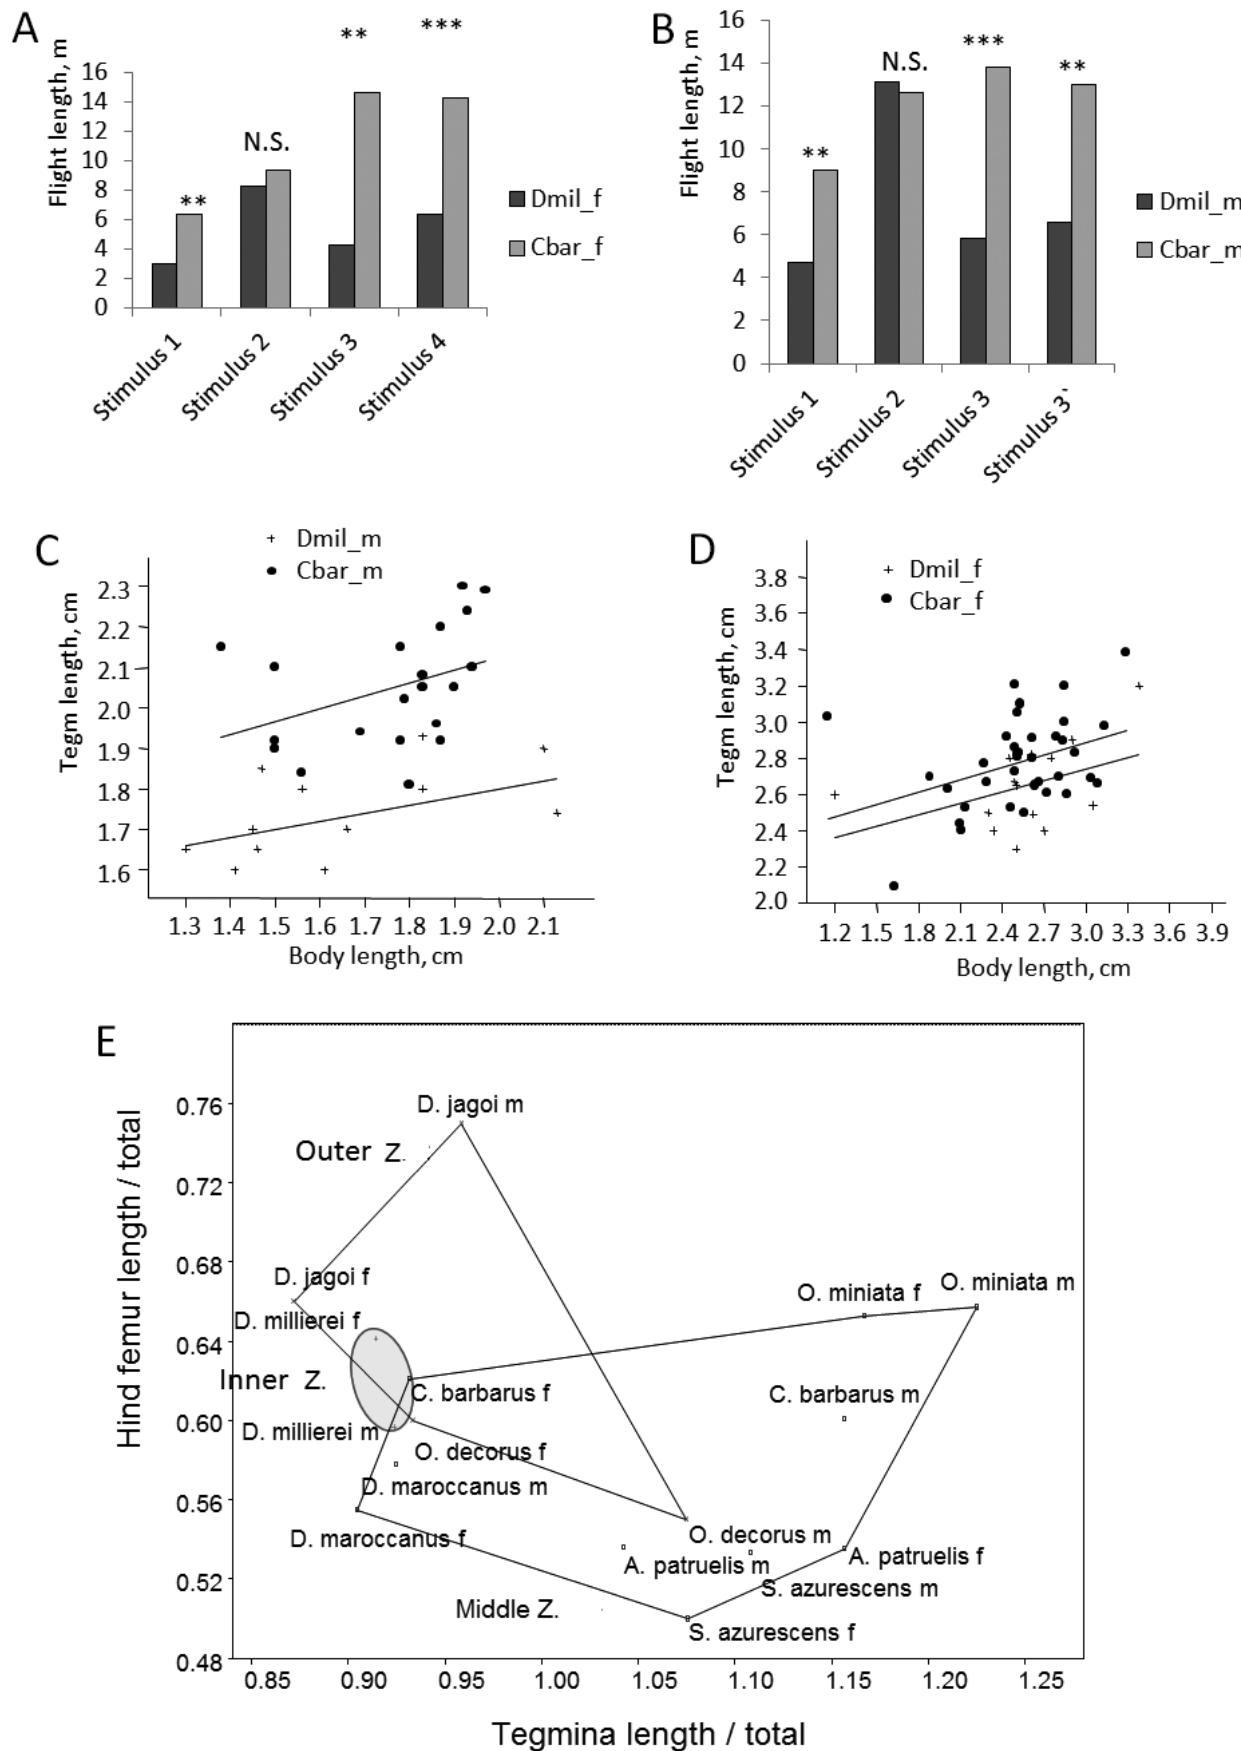 A
Flight length, m
16
14
12
10
8
6
4
2
0
**
N.S.
**
***
Stimulus 1
Stimulus 2
Stimulus 3
Stimulus 4
Dmil_f
Cbar_f
B
Flight length, m
16
14
12
10
8
6
4
2
0
**
N.S.
***
**
Stimulus 1
Stimulus 2
Stimulus 3
Stimulus 3`
Dmil_m
Cbar_m
C
+ Dmil_m
● Cbar_m
Tegm length, cm
2.3
2.2
2.1
2.0
1.9
1.8
1.7
1.6
1.3 1.4 1.5 1.6 1.7 1.8 1.9 2.0 2.1
Body length, cm
D
+ Dmil_f
● Cbar_f
Tegm length, cm
3.8
3.6
3.4
3.2
3.0
2.8
2.6
2.4
2.2
2.0
1.2 1.5 1.8 2.1 2.4 2.7 3.0 3.3 3.6 3.9
Body length, cm
E
Hind femur length / total
0.76
0.72
0.68
0.64
0.60
0.56
0.52
0.48
D. jagoi m
Outer Z.
D. jagoi f
O. miniata f
O. miniata m
D. millierei f
Inner Z.
C. barbarus f
C. barbarus m
D. millierei m
O. decorus f
D. maroccanus m
D. maroccanus f
O. decorus m
A. patruelis m
A. patruelis f
S. azurescens m
Middle Z.
S. azurescens f
0.85 0.90 0.95 1.00 1.05 1.10 1.15 1.20 1.25
Tegmina length / total